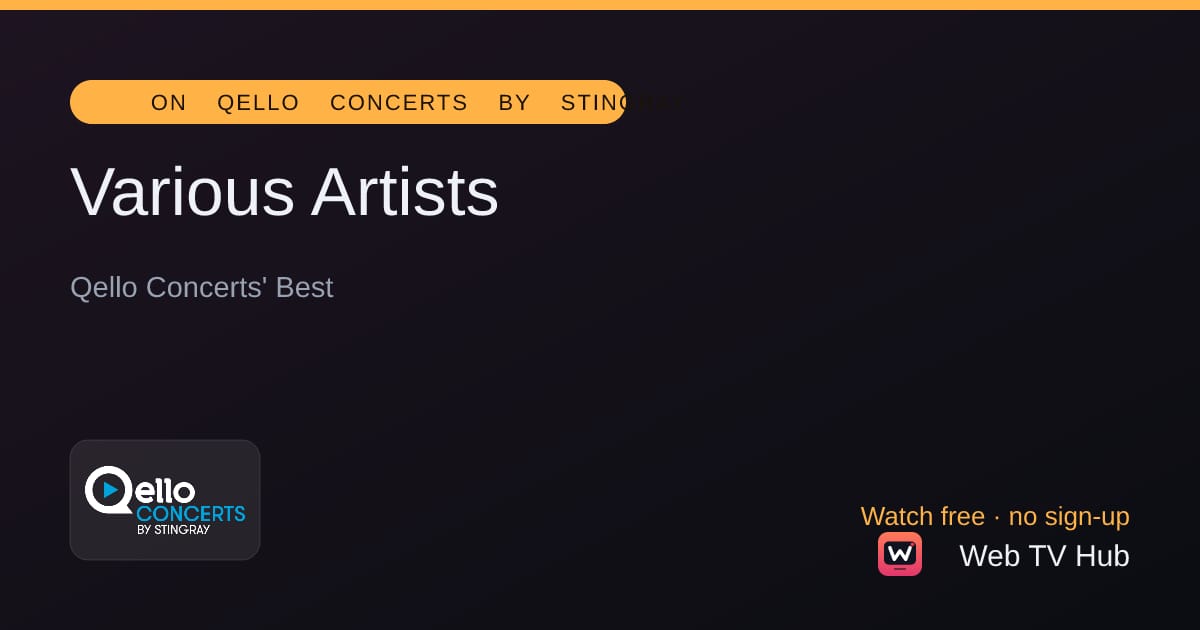 ON QELLO CONCERTS BY STINGRAY
Various Artists
Qello Concerts' Best
Qello
CONCERTS
BY STINGRAY
Watch free · no sign-up
W
Web TV Hub